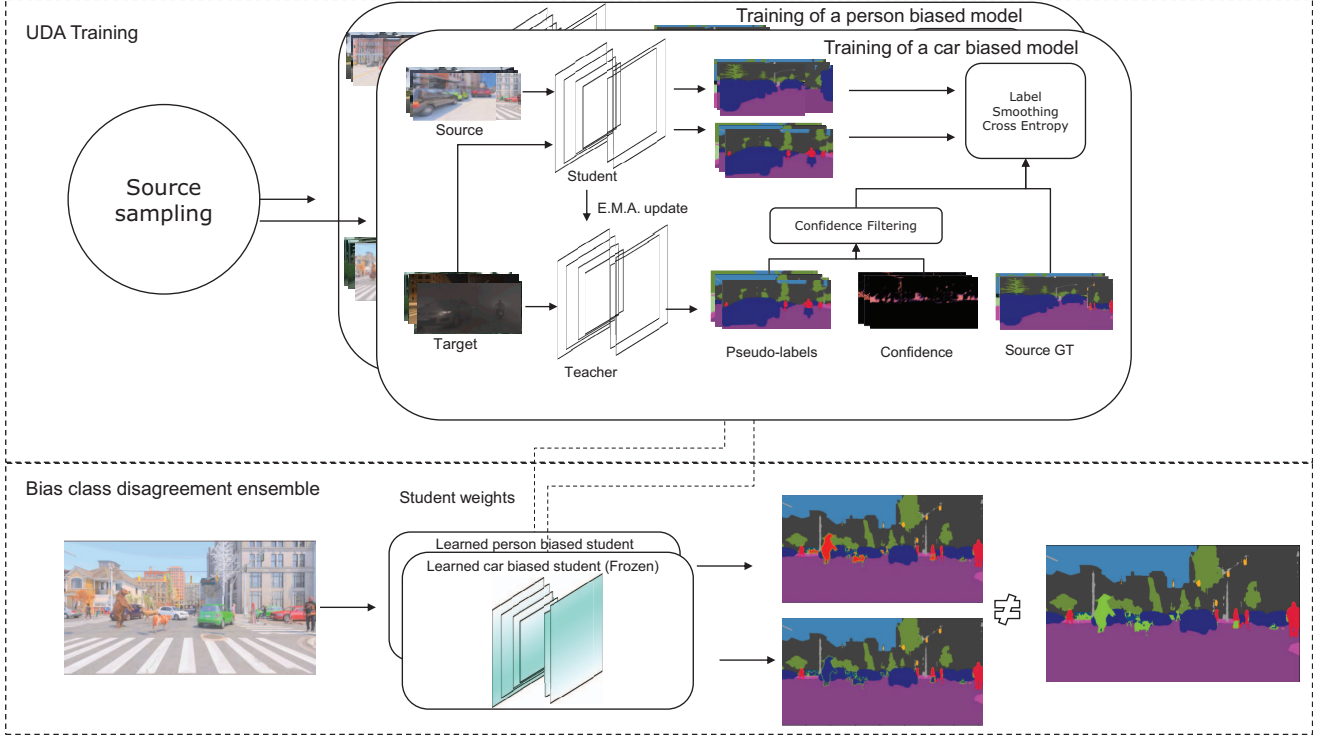 Training of a person biased model
UDA Training
Training of a car biased model
Source
Label
Smoothing
Cross Entropy
Student
Source
sampling
E.M.A. update
Confidence Filtering
Target
Teacher
Pseudo-labels
Confidence
Source GT
Bias class disagreement ensemble
Student weights
Learned person biased student
Learned car biased student (Frozen)
≠